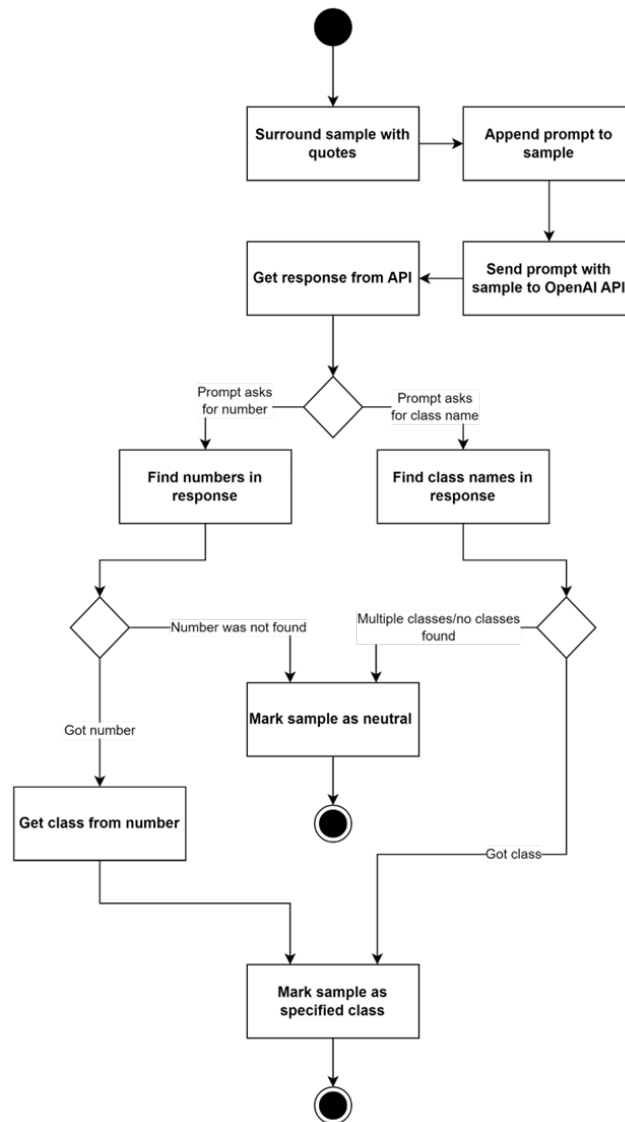 Surround sample with
quotes
Append prompt to
sample
Get response from API
Send prompt with
sample to OpenAI API
Prompt asks
for number
Prompt asks
for class name
Find numbers in
response
Find class names in
response
Number was not found
Multiple classes/no classes
found
Mark sample as neutral
Got number
Get class from number
Got class
Mark sample as
specified class